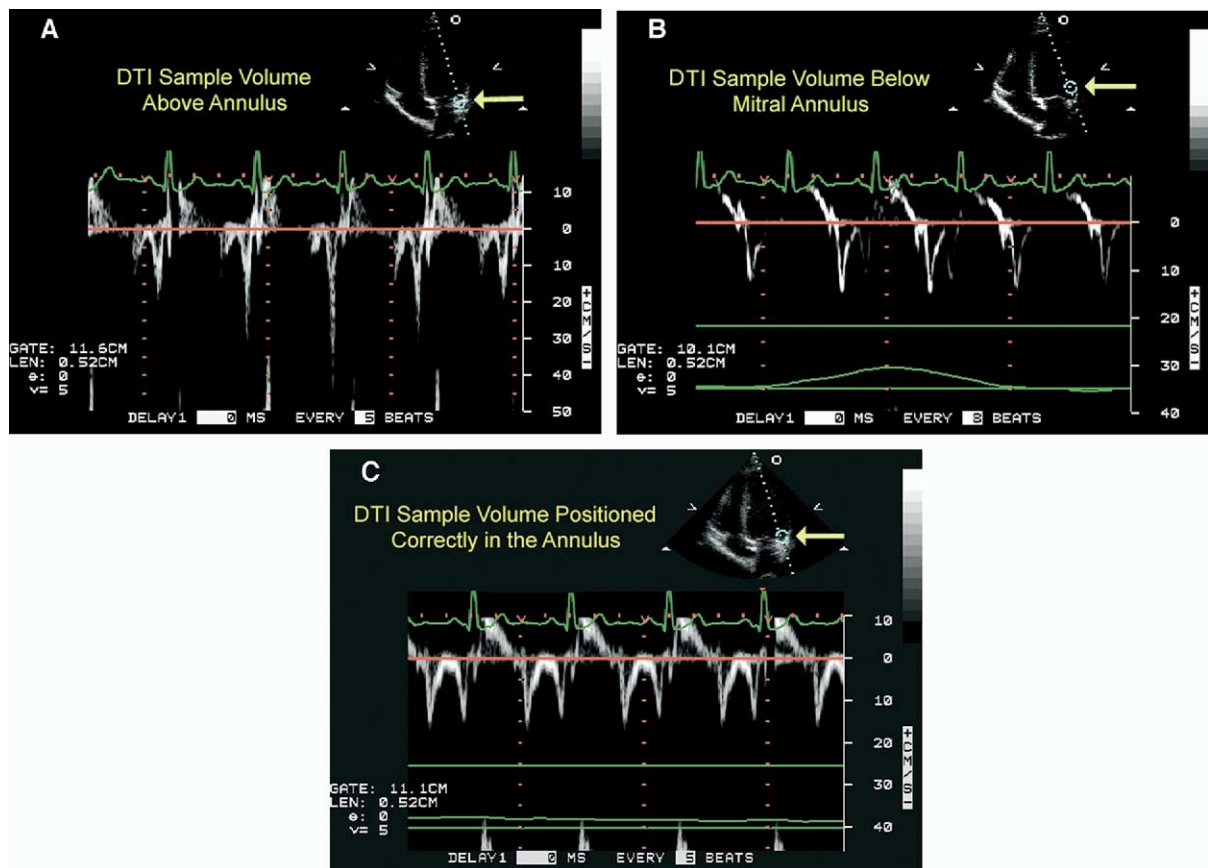 A
DTI Sample Volume
Above Annulus
10
0
10
20
30
40
50
+CM/S-
GATE: 11.6CM
LEN: 0.52CM
θ: 0
v= 5
DELAY1 0 MS EVERY 5 BEATS
B
DTI Sample Volume Below
Mitral Annulus
0
10
20
30
40
+CM/S-
GATE: 10.1CM
LEN: 0.52CM
θ: 0
v= 5
DELAY1 0 MS EVERY 8 BEATS
C
DTI Sample Volume Positioned
Correctly in the Annulus
10
0
10
20
30
40
+CM/S-
GATE: 11.1CM
LEN: 0.52CM
θ: 0
v= 5
DELAY1 0 MS EVERY 5 BEATS